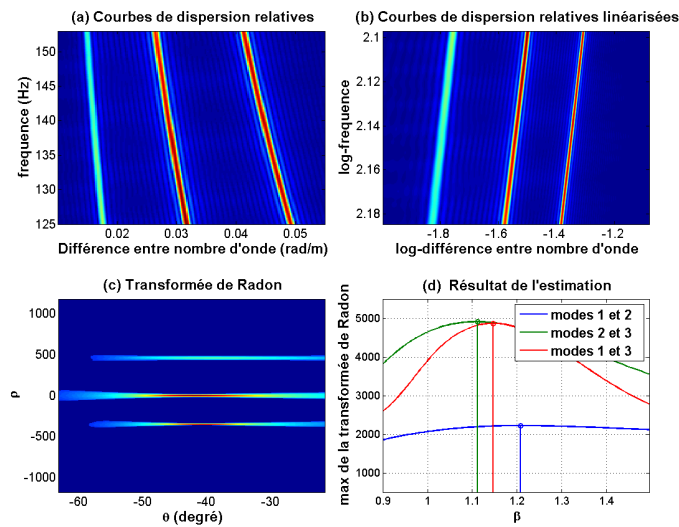 (a) Courbes de dispersion relatives
frequence (Hz)
150
145
140
135
130
125
0.02
0.03
0.04
0.05
Différence entre nombre d'onde (rad/m)
(b) Courbes de dispersion relatives linéarisées
log-frequence
2.1
2.12
2.14
2.16
2.18
-1.8
-1.6
-1.4
-1.2
log-différence entre nombre d'onde
(c) Transformée de Radon
ρ
1000
500
0
-500
-1000
-60
-50
-40
-30
θ (degré)
(d) Résultat de l'estimation
max de la transformée de Radon
5000
4000
3000
2000
1000
0.9
1
1.1
1.2
1.3
1.4
β
modes 1 et 2
modes 2 et 3
modes 1 et 3